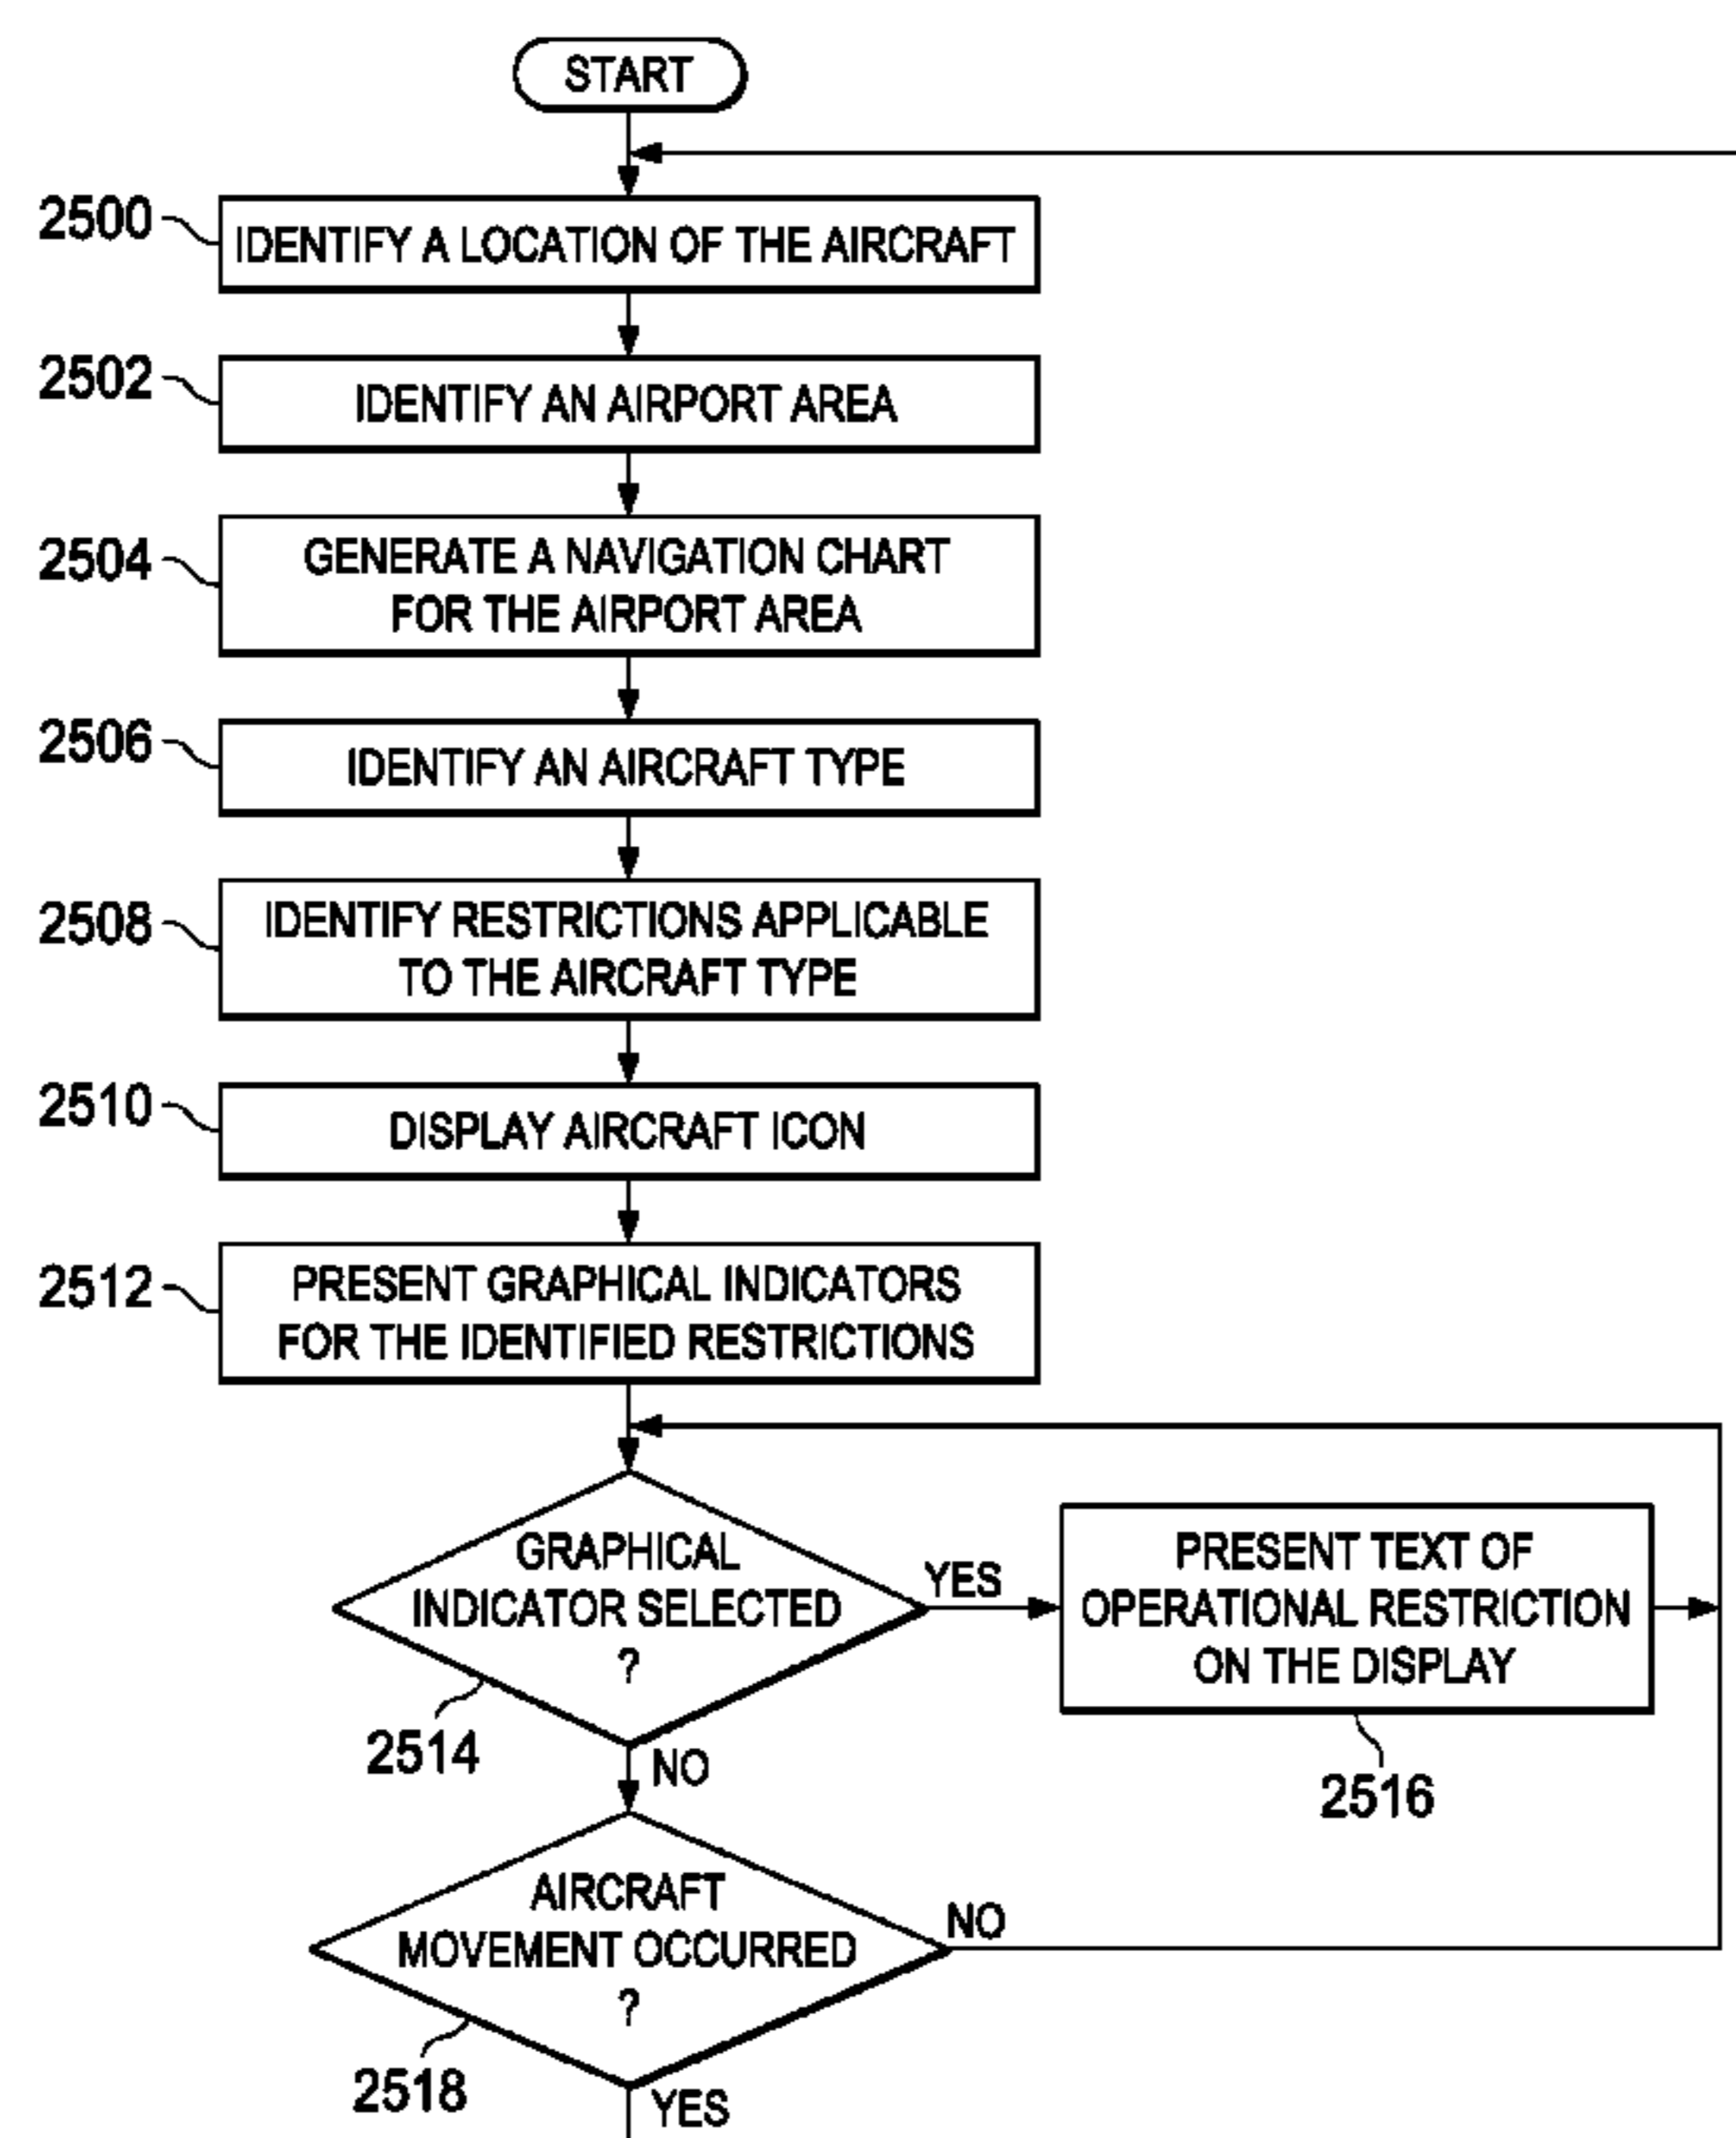 START
2500
IDENTIFY A LOCATION OF THE AIRCRAFT
2502
IDENTIFY AN AIRPORT AREA
2504
GENERATE A NAVIGATION CHART
FOR THE AIRPORT AREA
2506
IDENTIFY AN AIRCRAFT TYPE
2508
IDENTIFY RESTRICTIONS APPLICABLE
TO THE AIRCRAFT TYPE
2510
DISPLAY AIRCRAFT ICON
2512
PRESENT GRAPHICAL INDICATORS
FOR THE IDENTIFIED RESTRICTIONS
GRAPHICAL
INDICATOR SELECTED
?
YES
PRESENT TEXT OF
OPERATIONAL RESTRICTION
ON THE DISPLAY
2514
NO
2516
AIRCRAFT
MOVEMENT OCCURRED
?
NO
2518
YES